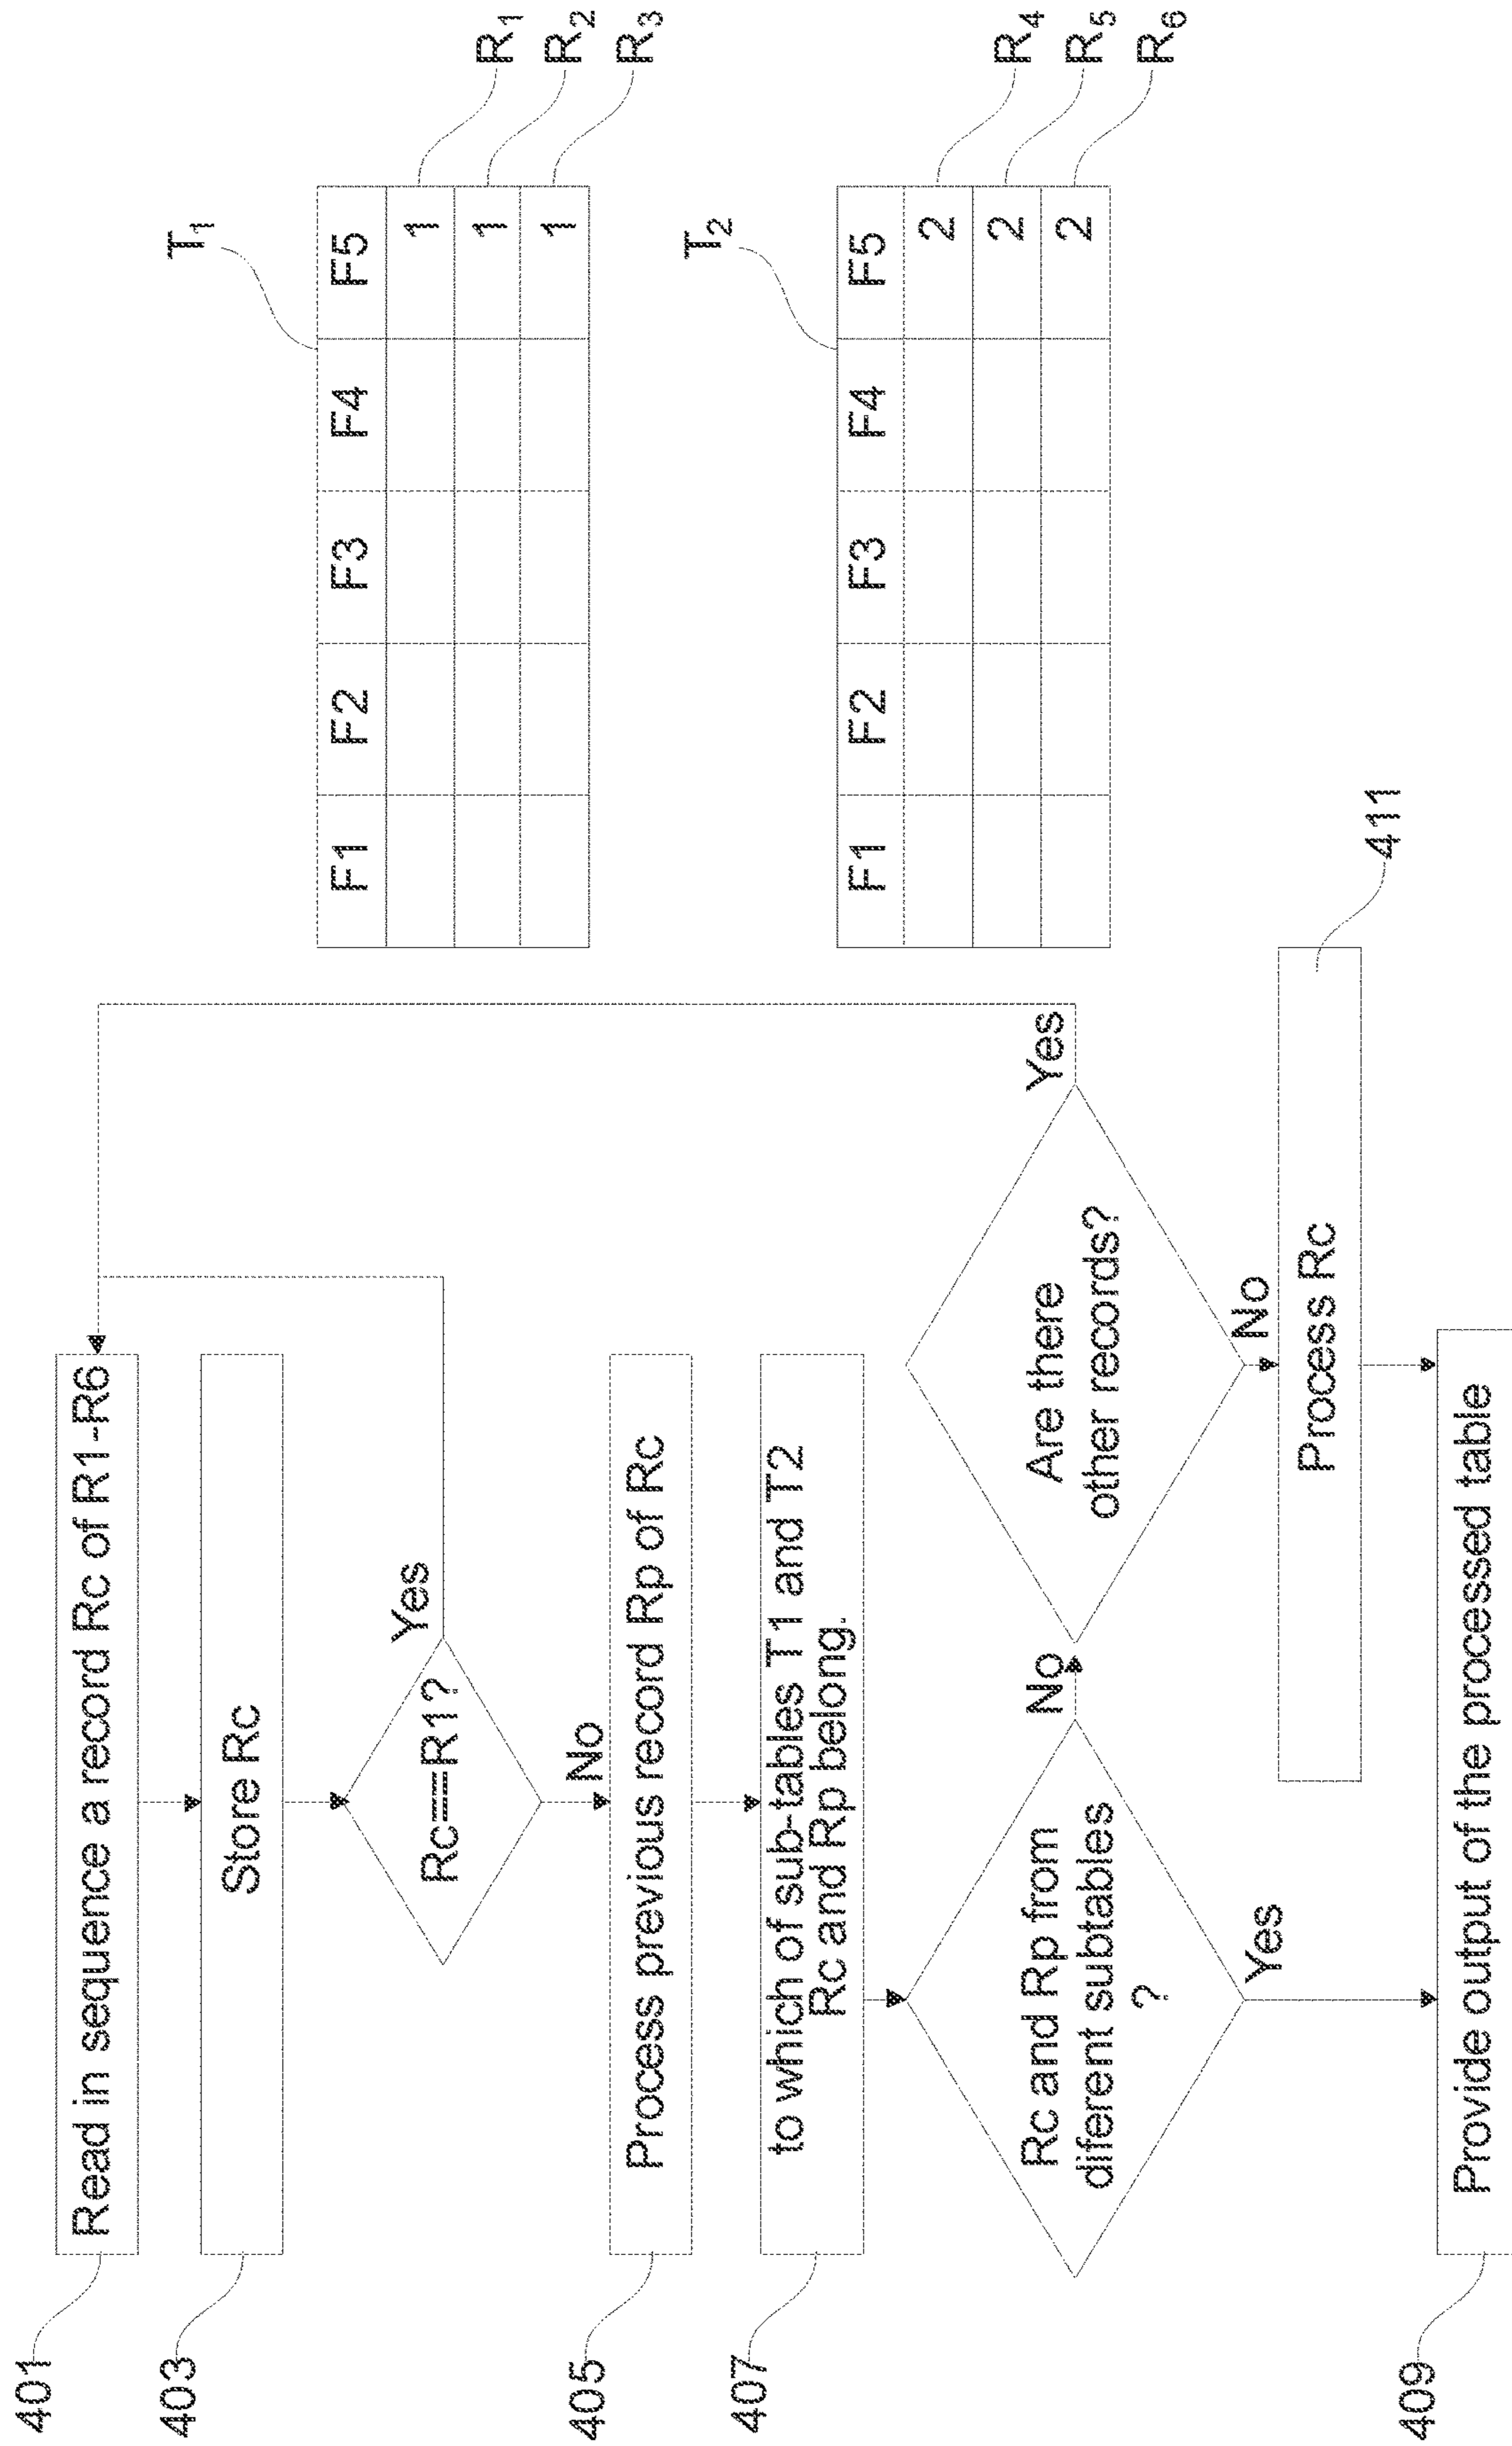 401
Read in sequence a record Rc of R1-R6
403
Store Rc
Rc==R1?
Yes
No
405
Process previous record Rp of Rc
407
to which of sub-tables T1 and T2
Rc and Rp belong.
Rc and Rp from
diferent subtables
?
No
Yes
Are there
other records?
Yes
No
Process Rc
411
409
Provide output of the processed table
T1
F1 F2 F3 F4 F5
1 R1
1 R2
1 R3
T2
F1 F2 F3 F4 F5
2 R4
2 R5
2 R6